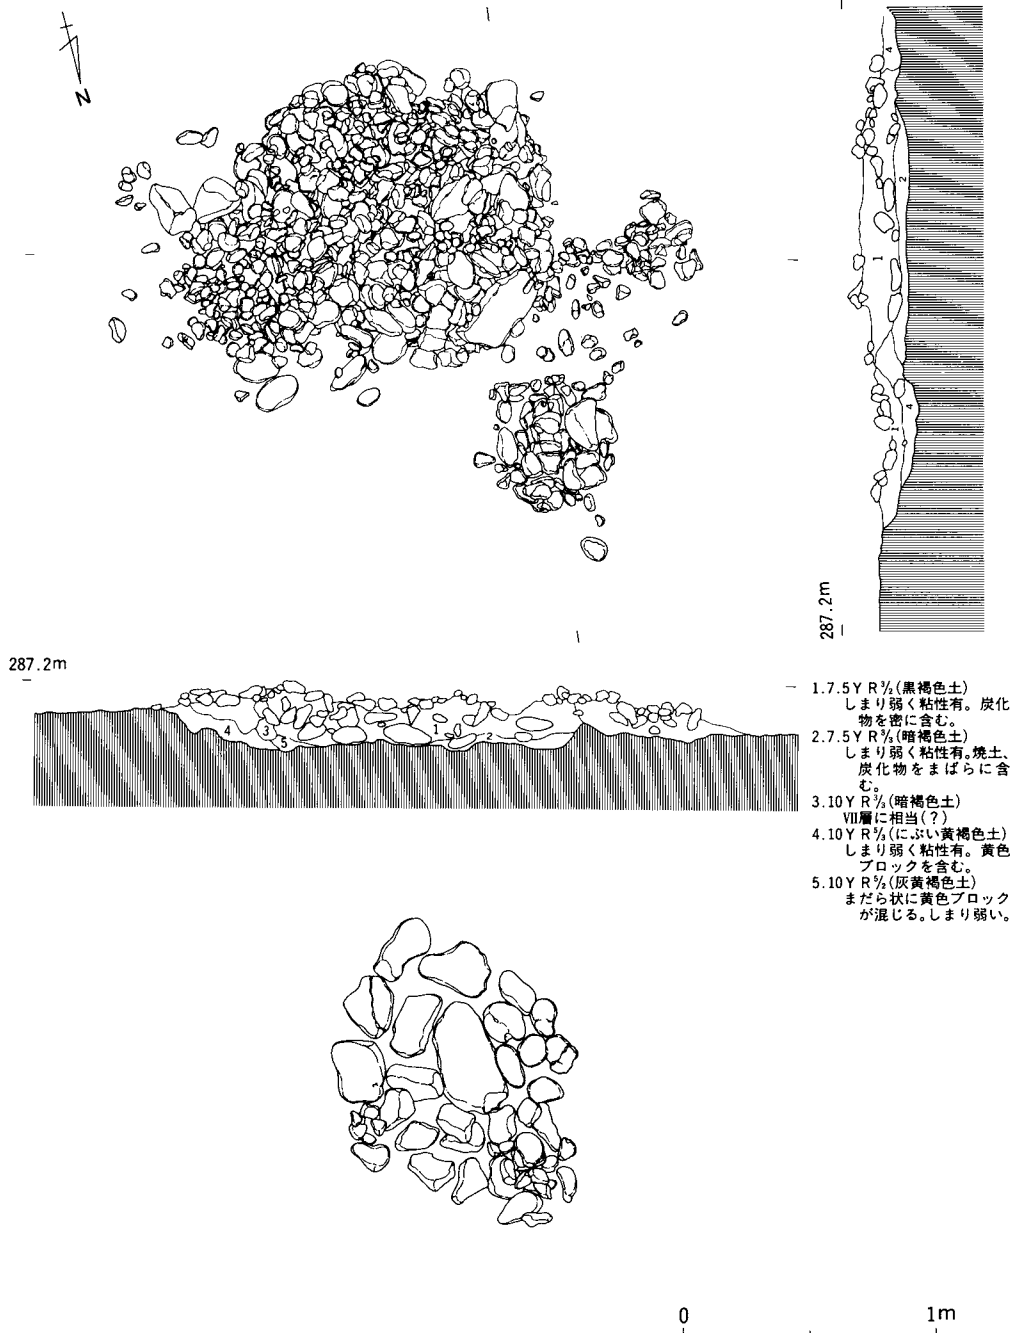 N
4
2
1
4
1
287.2m
287.2m
4
3
5
1
2
1.7.5YR3/2(黒褐色土)
しまり弱く粘性有。炭化
物を密に含む。
2.7.5YR3/3(暗褐色土)
しまり弱く粘性有。焼土、
炭化物をまばらに含
む。
3.10YR3/3(暗褐色土)
VII層に相当(?)
4.10YR5/3(にぶい黄褐色土)
しまり弱く粘性有。黄色
ブロックを含む。
5.10YR5/2(灰黄褐色土)
まだら状に黄色ブロック
が混じる。しまり弱い。
0 1m